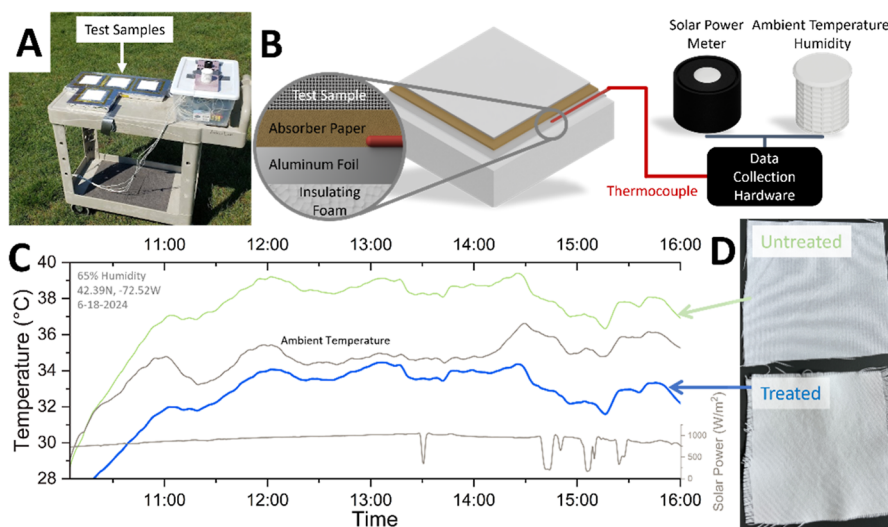 A
Test Samples
B
Test Sample
Absorber Paper
Aluminum Foil
Insulating
Foam
Solar Power
Meter
Ambient Temperature
Humidity
Data
Collection
Hardware
Thermocouple
C
11:00 12:00 13:00 14:00 15:00 16:00
40
38
36
34
32
30
28
Temperature (°C)
65% Humidity
42.39N, -72.52W
6-18-2024
Ambient Temperature
1000
500
0
Solar Power (W/m²)
11:00 12:00 13:00 14:00 15:00 16:00
Time
D
Untreated
Treated